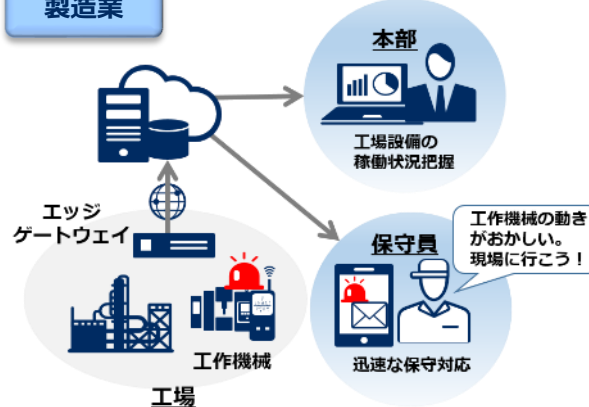 製造業
本部
工場設備の
稼働状況把握
エッジ
ゲートウェイ
工作機械の動き
がおかしい。
現場に行こう！
保守員
工作機械
迅速な保守対応
工場